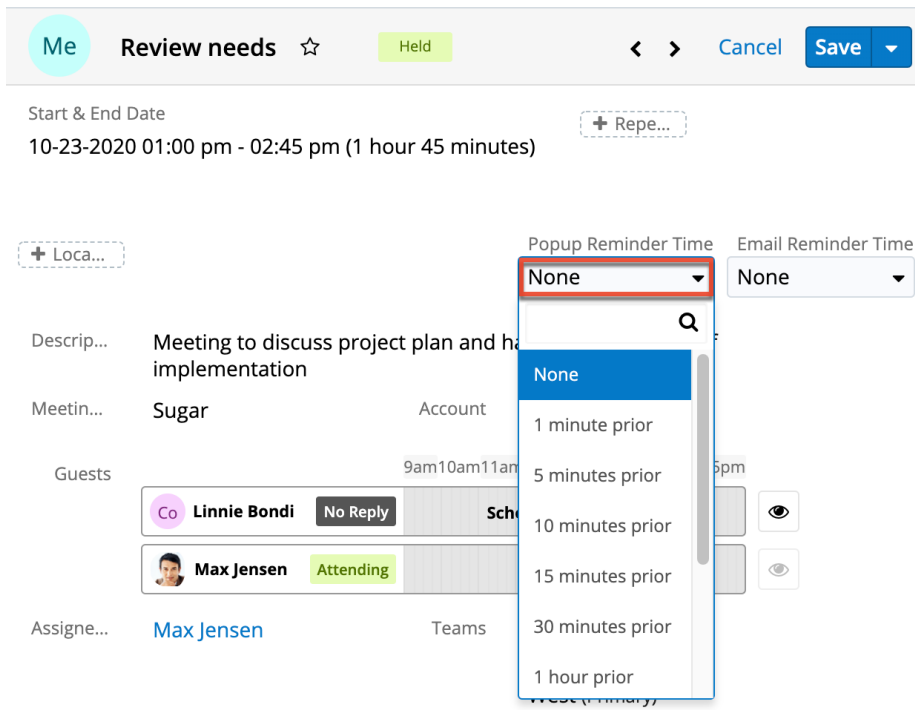 Me Review needs Held Cancel Save
Start & End Date
+ Repe...
10-23-2020 01:00 pm - 02:45 pm (1 hour 45 minutes)
+ Loca...
Popup Reminder Time Email Reminder Time
None None
Descrip... Meeting to discuss project plan and
implementation
None
Meetin... Sugar Account
1 minute prior
Guests 9am10am11am 5pm
5 minutes prior
Co Linnie Bondi No Reply
10 minutes prior
Max Jensen Attending
15 minutes prior
Assigne... Max Jensen Teams
30 minutes prior
1 hour prior
West (Primary)